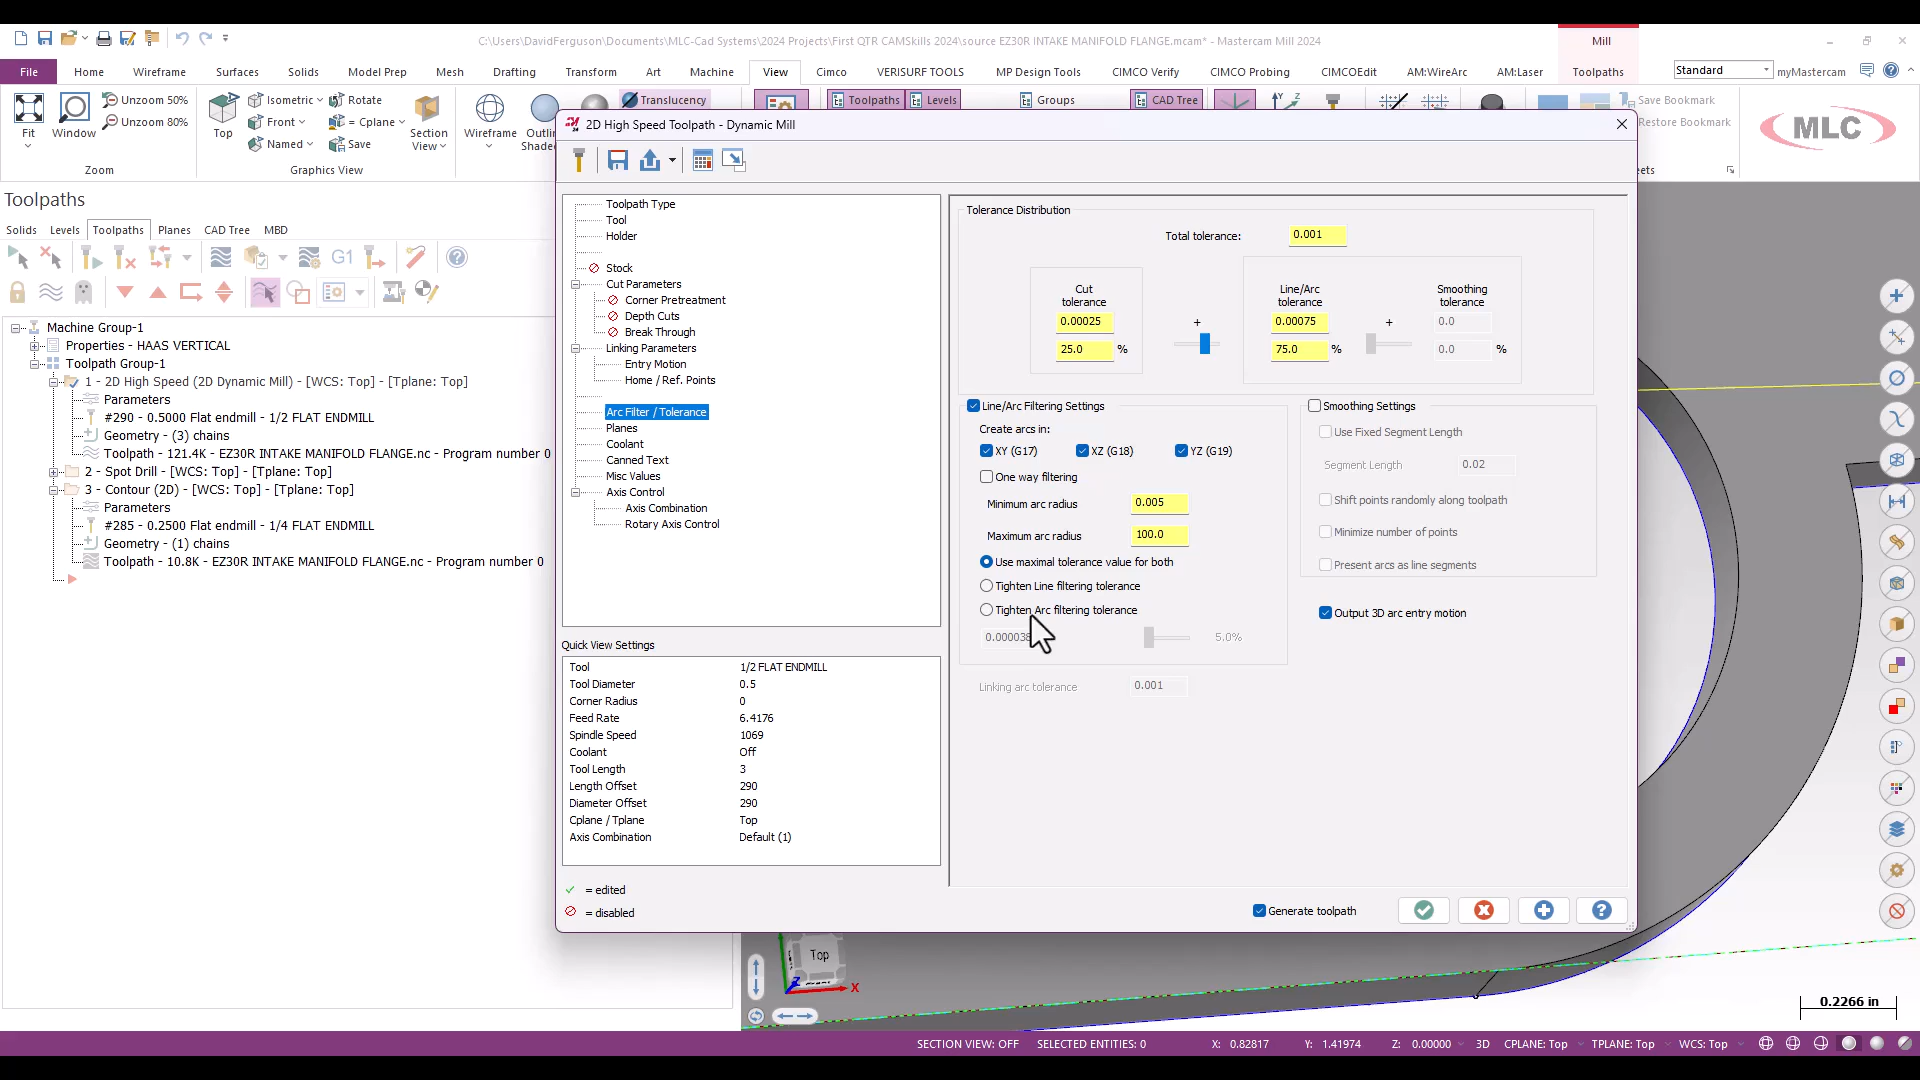 C:\Users\DavidFerguson\Documents\MLC-Cad Systems\2024 Projects\First QTR CAMSkills 2024\source EZ30R INTAKE MANIFOLD FLANGE.mcam* - Mastercam Mill 2024
Mill
File Home Wireframe Surfaces Solids Model Prep Mesh Drafting Transform Art Machine View Cimco VERISURF TOOLS MP Design Tools CIMCO Verify CIMCO Probing CIMCOEdit AM:WireArc AM:Laser Toolpaths
Standard myMastercam
Unzoom 50% Isometric Rotate Translucency Toolpaths Levels Groups CAD Tree Save Bookmark
Unzoom 80% Front = Cplane Restore Bookmark
Fit Window Top Section View Wireframe
Named Save
Zoom Graphics View
MLC
Toolpaths
Solids Levels Toolpaths Planes CAD Tree MBD
G1
Machine Group-1
Properties - HAAS VERTICAL
Toolpath Group-1
1 - 2D High Speed (2D Dynamic Mill) - [WCS: Top] - [Tplane: Top]
Parameters
#290 - 0.5000 Flat endmill - 1/2 FLAT ENDMILL
Geometry - (3) chains
Toolpath - 121.4K - EZ30R INTAKE MANIFOLD FLANGE.nc - Program number 0
2 - Spot Drill - [WCS: Top] - [Tplane: Top]
3 - Contour (2D) - [WCS: Top] - [Tplane: Top]
Parameters
#285 - 0.2500 Flat endmill - 1/4 FLAT ENDMILL
Geometry - (1) chains
Toolpath - 10.8K - EZ30R INTAKE MANIFOLD FLANGE.nc - Program number 0
2D High Speed Toolpath - Dynamic Mill
Toolpath Type
Tool
Holder
Stock
Cut Parameters
Corner Pretreatment
Depth Cuts
Break Through
Linking Parameters
Entry Motion
Home / Ref. Points
Arc Filter / Tolerance
Planes
Coolant
Canned Text
Misc Values
Axis Control
Axis Combination
Rotary Axis Control
Quick View Settings
Tool 1/2 FLAT ENDMILL
Tool Diameter 0.5
Corner Radius 0
Feed Rate 6.4176
Spindle Speed 1069
Coolant Off
Tool Length 3
Length Offset 290
Diameter Offset 290
Cplane / Tplane Top
Axis Combination Default (1)
= edited
= disabled
Tolerance Distribution
Total tolerance: 0.001
Cut tolerance
0.00025
25.0 %
+
Line/Arc tolerance
0.00075
75.0 %
+
Smoothing tolerance
0.0
0.0 %
Line/Arc Filtering Settings
Create arcs in:
XY (G17) XZ (G18) YZ (G19)
One way filtering
Minimum arc radius 0.005
Maximum arc radius 100.0
Use maximal tolerance value for both
Tighten Line filtering tolerance
Tighten Arc filtering tolerance
5.0%
Linking arc tolerance 0.001
Smoothing Settings
Use Fixed Segment Length
Segment Length 0.02
Shift points randomly along toolpath
Minimize number of points
Present arcs as line segments
Output 3D arc entry motion
Generate toolpath
Top
X
0.2266 in
SECTION VIEW: OFF SELECTED ENTITIES: 0 X: 0.82817 Y: 1.41974 Z: 0.00000 3D CPLANE: Top TPLANE: Top WCS: Top